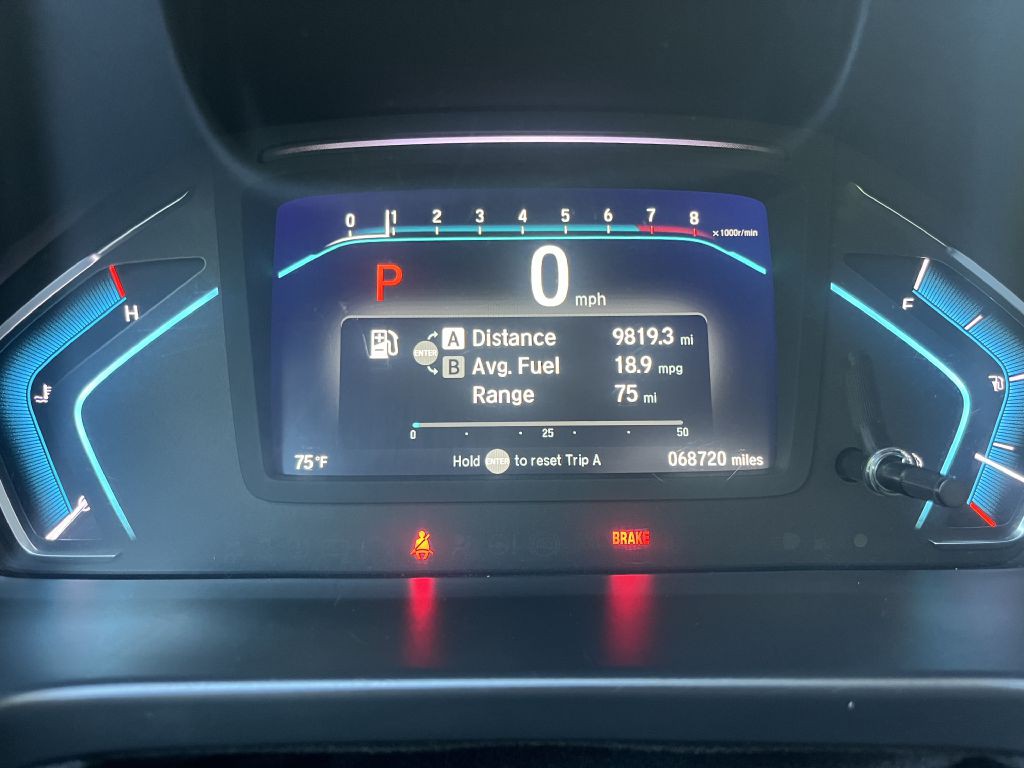 0 1 2 3 4 5 6 7 8 ×1000r/min
P 0 mph
H
F
A Distance 9819.3 mi
ENTER
B Avg. Fuel 18.9 mpg
Range 75 mi
0 25 50
75°F Hold ENTER to reset Trip A 068720 miles
BRAKE